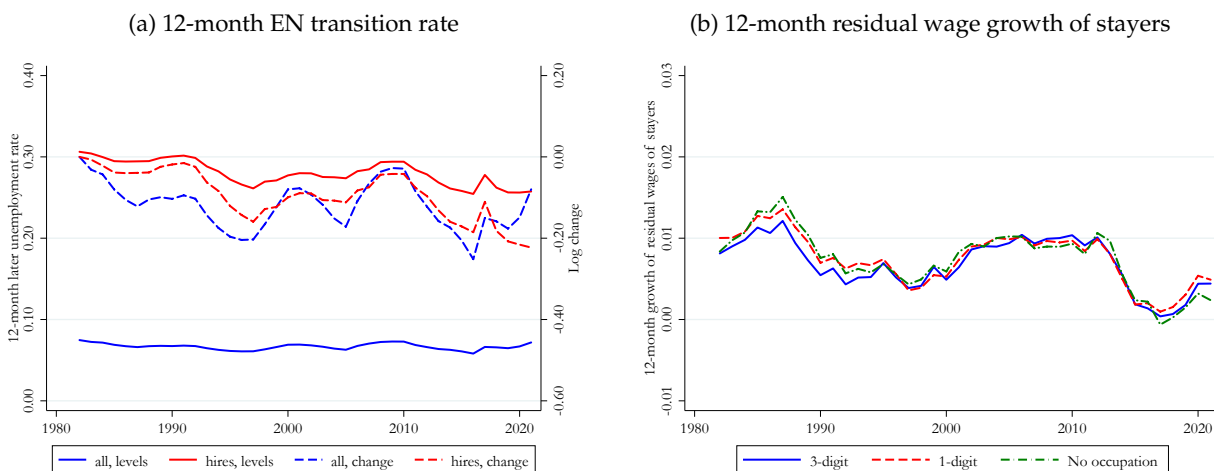 (a) 12-month EN transition rate
12-month later unemployment rate
0.40
0.30
0.20
0.10
0.00
0.20
0.00
-0.20
-0.40
-0.60
Log change
1980
1990
2000
2010
2020
all, levels
hires, levels
all, change
hires, change
(b) 12-month residual wage growth of stayers
12-month growth of residual wages of stayers
0.03
0.02
0.01
0.00
-0.01
1980
1990
2000
2010
2020
3-digit
1-digit
No occupation